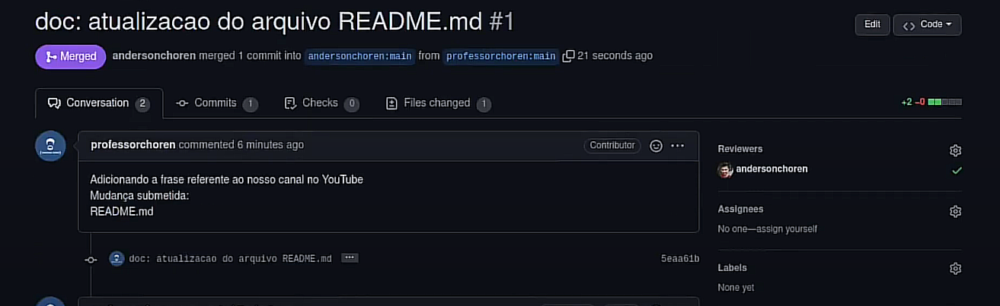 doc: atualizacao do arquivo README.md #1
Edit
Code
Merged
andersonchoren merged 1 commit into andersonchoren:main from professorchoren:main 21 seconds ago
Conversation 2
Commits 1
Checks 0
Files changed 1
+2 −0
professorchoren commented 6 minutes ago
Contributor
Adicionando a frase referente ao nosso canal no YouTube
Mudança submetida:
README.md
doc: atualizacao do arquivo README.md
5eaa61b
Reviewers
andersonchoren
Assignees
No one—assign yourself
Labels
None yet